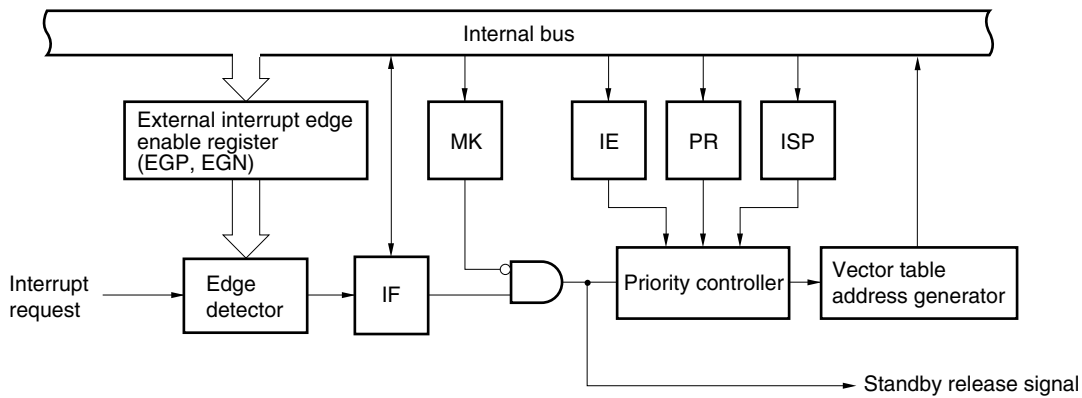 Internal bus
External interrupt edge
enable register
(EGP, EGN)
MK
IE
PR
ISP
Interrupt
request
Edge
detector
IF
Priority controller
Vector table
address generator
Standby release signal